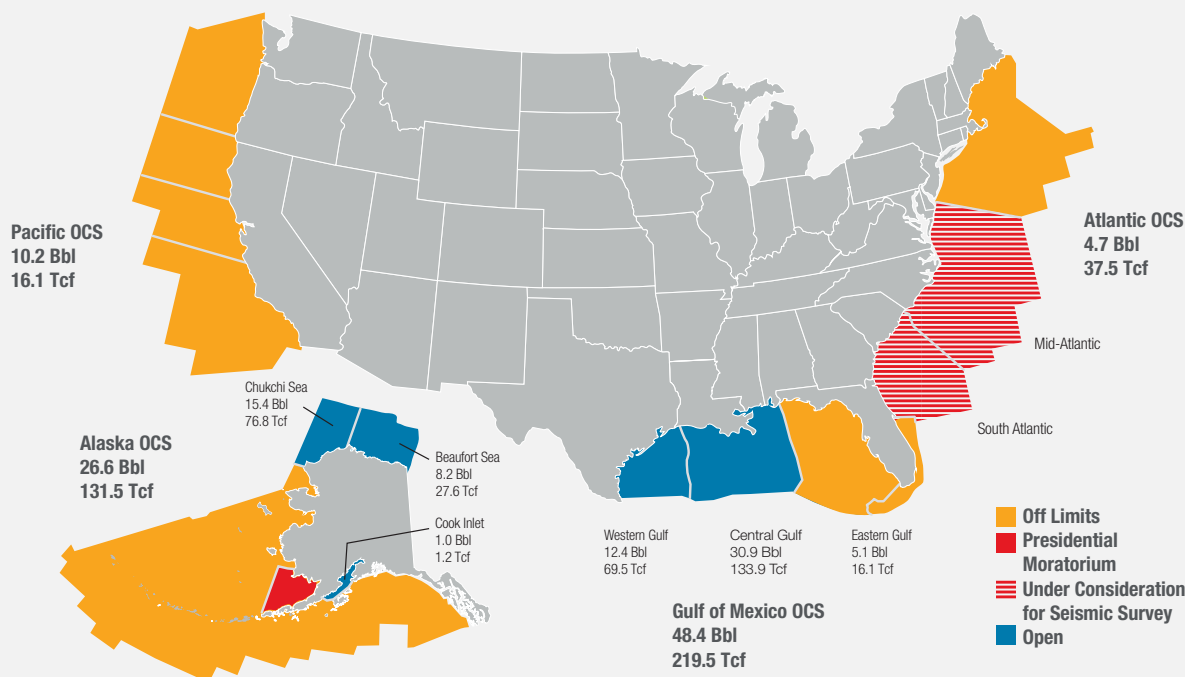 Pacific OCS
10.2 Bbl
16.1 Tcf
Atlantic OCS
4.7 Bbl
37.5 Tcf
Mid-Atlantic
South Atlantic
Chukchi Sea
15.4 Bbl
76.8 Tcf
Alaska OCS
26.6 Bbl
131.5 Tcf
Beaufort Sea
8.2 Bbl
27.6 Tcf
Cook Inlet
1.0 Bbl
1.2 Tcf
Western Gulf
12.4 Bbl
69.5 Tcf
Central Gulf
30.9 Bbl
133.9 Tcf
Eastern Gulf
5.1 Bbl
16.1 Tcf
Gulf of Mexico OCS
48.4 Bbl
219.5 Tcf
Off Limits
Presidential
Moratorium
Under Consideration
for Seismic Survey
Open